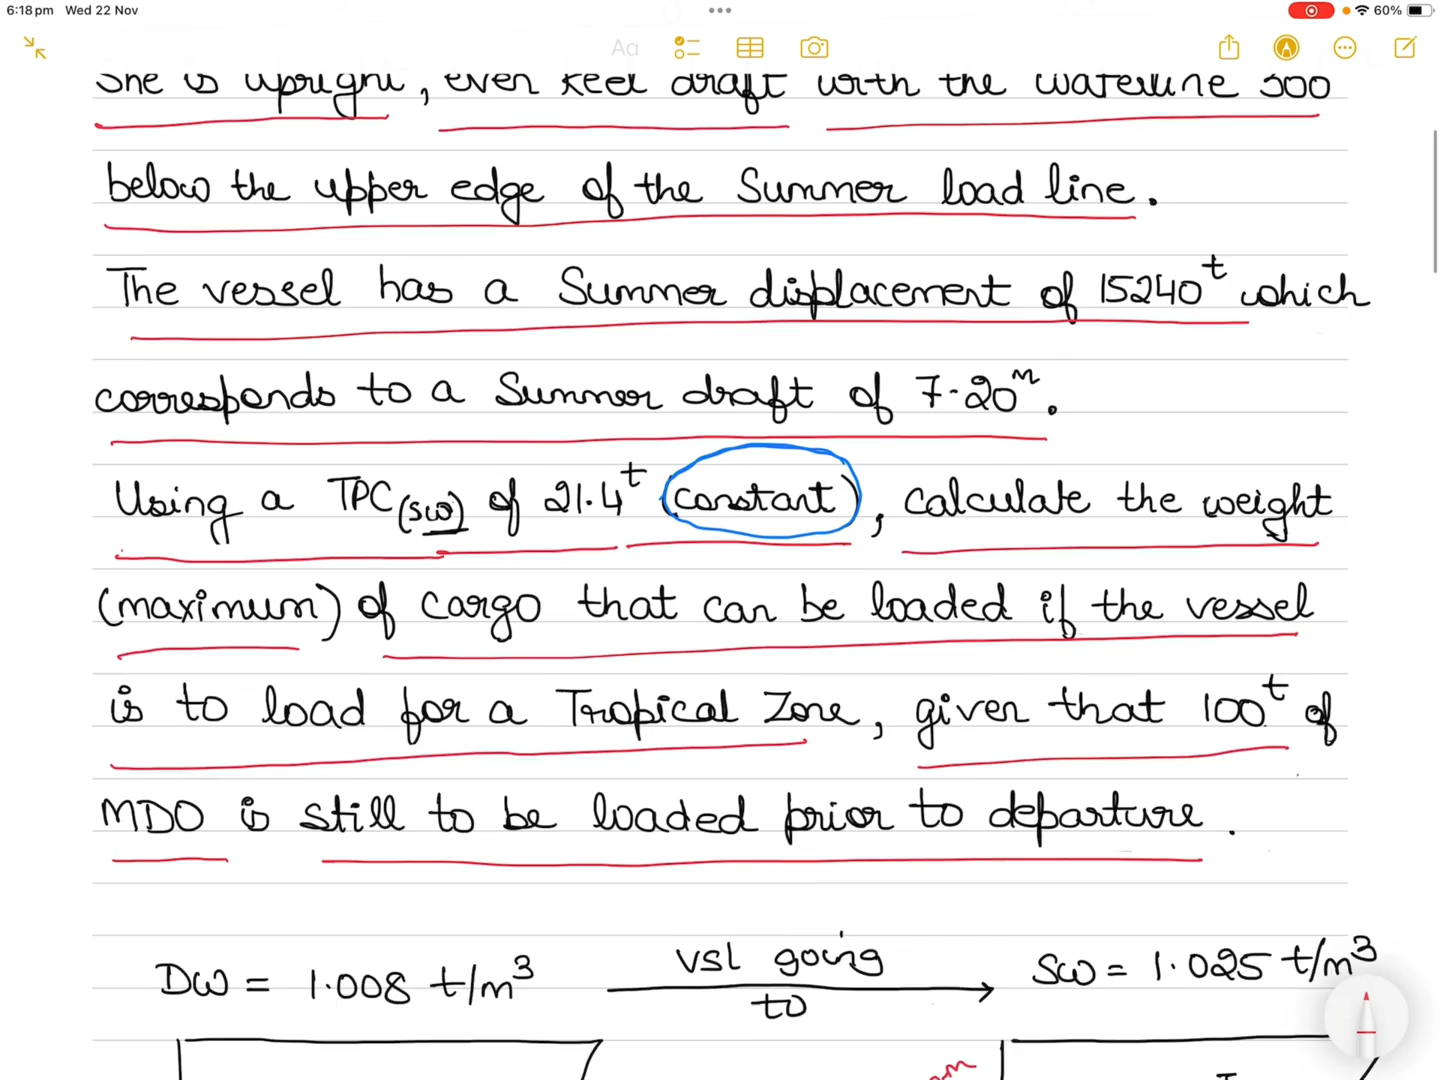 6:18 pm Wed 22 Nov
60%
Aa
She is upright, even keel draft with the waterline
below the upper edge of the Summer load line.
The vessel has a Summer displacement of 15240t which
corresponds to a Summer draft of 7.20m.
Using a TPC(SW) of 21.4t (constant), calculate the weight
(maximum) of cargo that can be loaded if the vessel
is to load for a Tropical Zone, given that 100t of
MDO is still to be loaded prior to departure.
DW = 1.008 t/m³ vsl going to SW = 1.025 t/m³